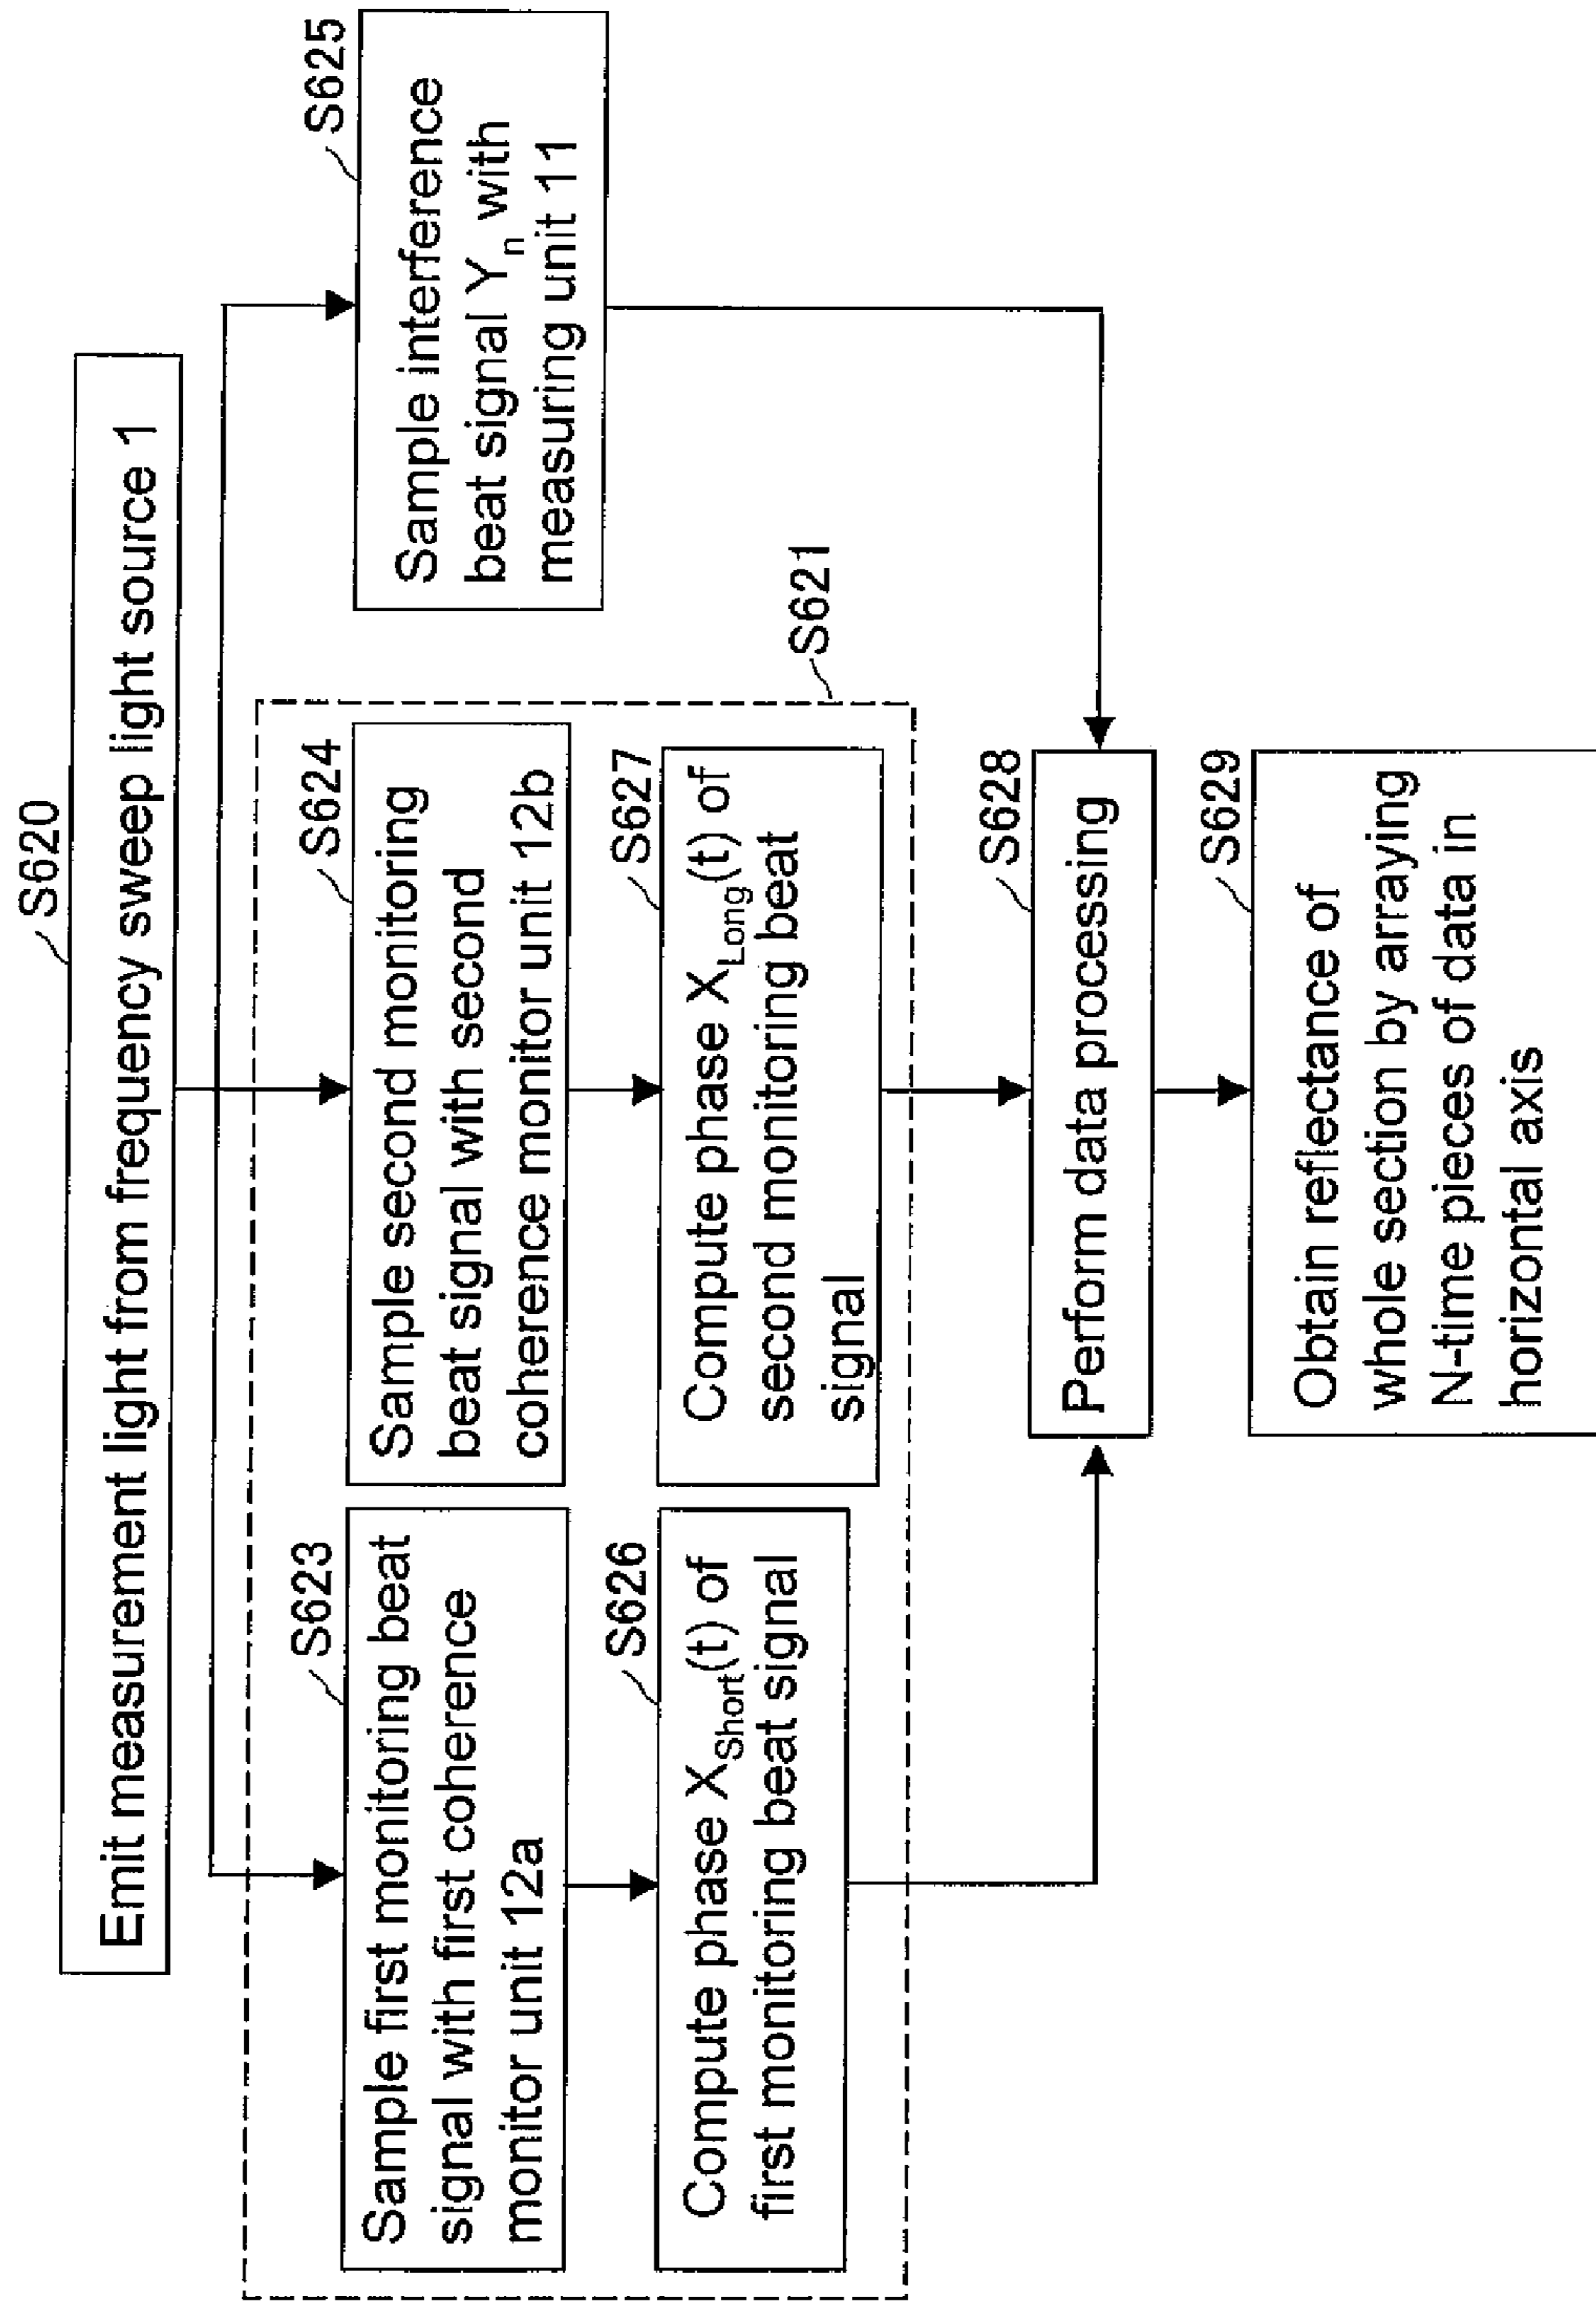 S620
Emit measurement light from frequency sweep light source 1
S623
Sample first monitoring beat
signal with first coherence
monitor unit 12a
S624
Sample second monitoring
beat signal with second
coherence monitor unit 12b
S625
Sample interference
beat signal Yn with
measuring unit 11
S621
S626
Compute phase XShort(t) of
first monitoring beat signal
S627
Compute phase XLong(t) of
second monitoring beat
signal
S628
Perform data processing
S629
Obtain reflectance of
whole section by arraying
N-time pieces of data in
horizontal axis